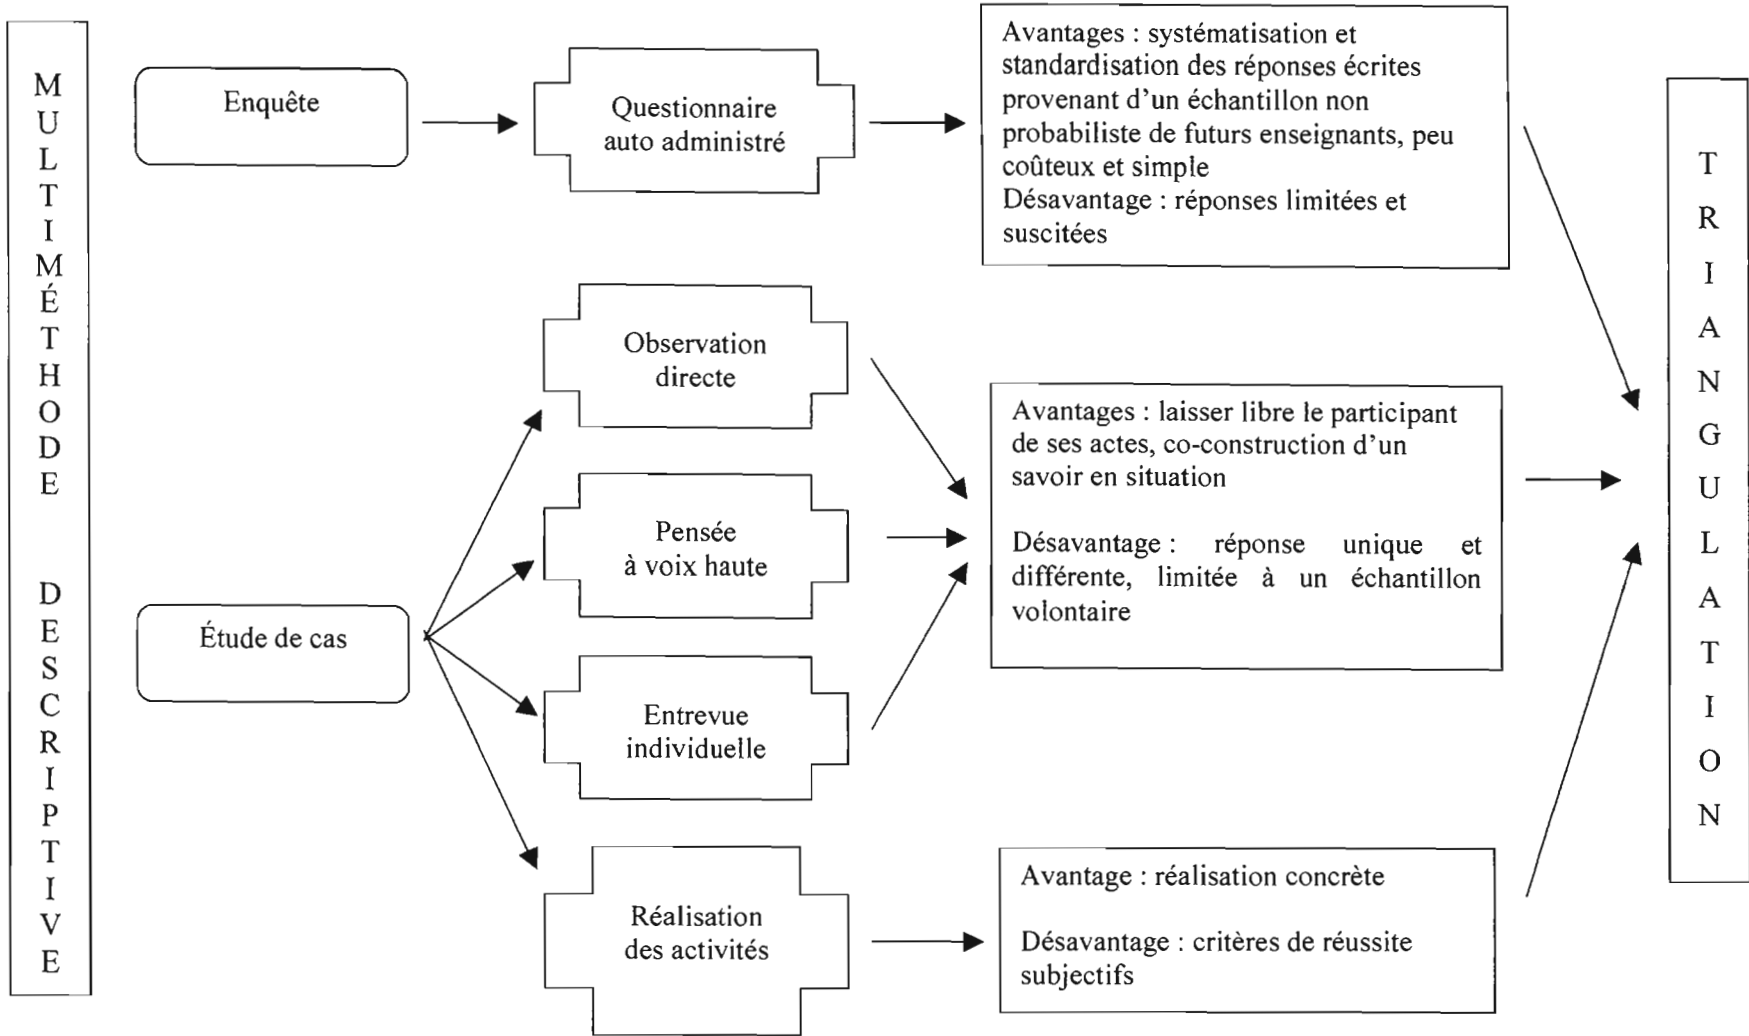 MULTIMÉTHODE DESCRIPTIVE
Enquête
Questionnaire
auto administré
Avantages : systématisation et
standardisation des réponses écrites
provenant d’un échantillon non
probabiliste de futurs enseignants, peu
coûteux et simple
Désavantage : réponses limitées et
suscitées
Étude de cas
Observation
directe
Pensée
à voix haute
Entrevue
individuelle
Avantages : laisser libre le participant
de ses actes, co-construction d’un
savoir en situation
Désavantage : réponse unique et
différente, limitée à un échantillon
volontaire
Réalisation
des activités
Avantage : réalisation concrète
Désavantage : critères de réussite
subjectifs
TRIANGULATION